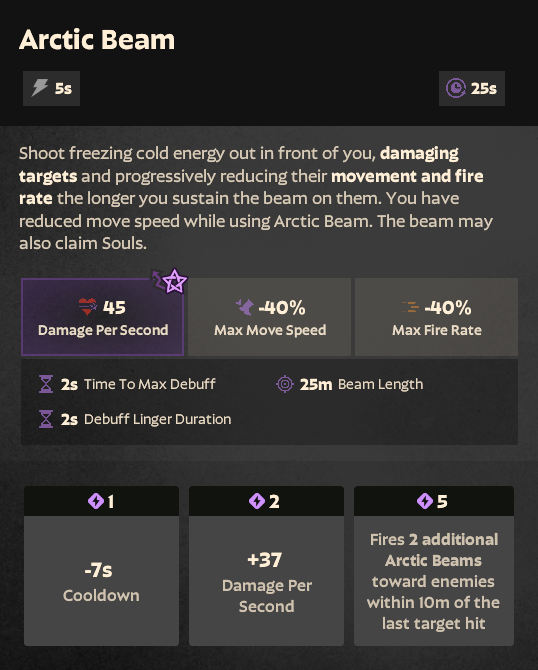 Arctic Beam
5s
25s
Shoot freezing cold energy out in front of you, damaging
targets and progressively reducing their movement and fire
rate the longer you sustain the beam on them. You have
reduced move speed while using Arctic Beam. The beam may
also claim Souls.
45
Damage Per Second
-40%
Max Move Speed
-40%
Max Fire Rate
2s Time To Max Debuff
25m Beam Length
2s Debuff Linger Duration
1
-7s
Cooldown
2
+37
Damage Per
Second
5
Fires 2 additional
Arctic Beams
toward enemies
within 10m of the
last target hit